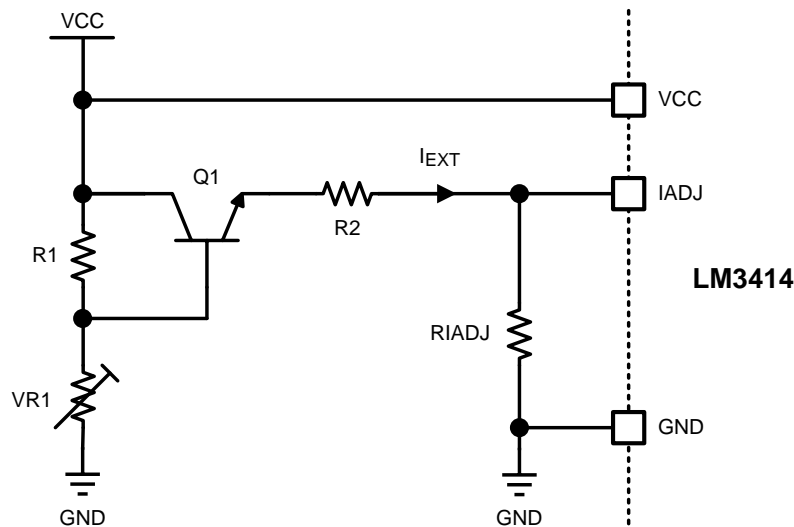 VCC
VCC
Q1
IEXT
IADJ
R1
R2
LM3414
RIADJ
VR1
GND
GND
GND